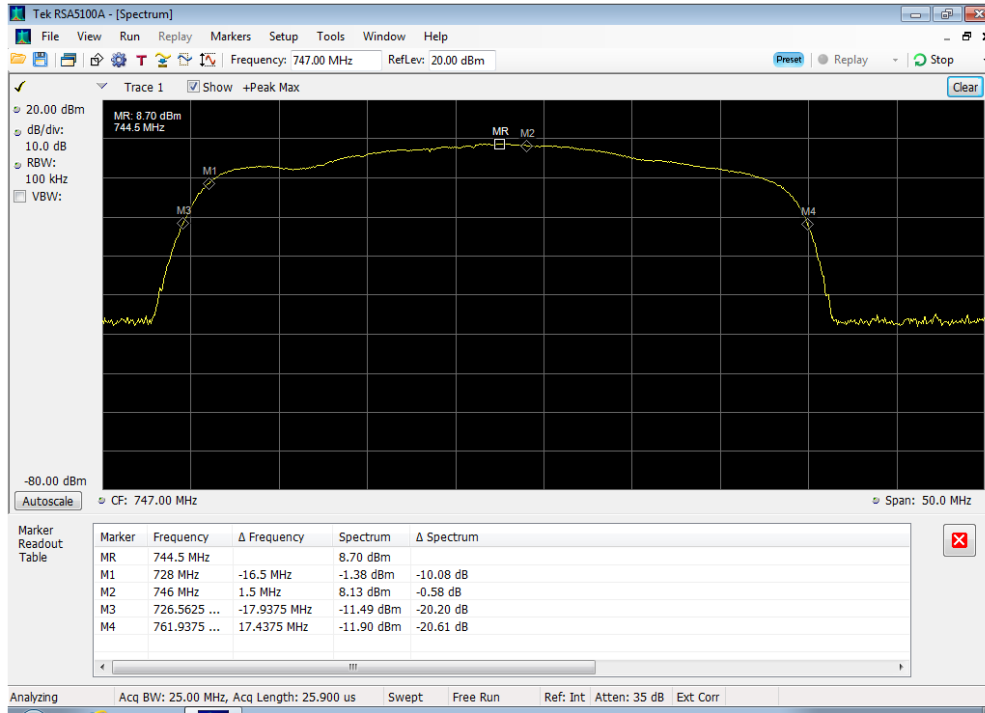 Tek RSA5100A - [Spectrum]
File View Run Replay Markers Setup Tools Window Help
T Frequency: 747.00 MHz RefLev: 20.00 dBm Preset Replay Stop
Trace 1 Show +Peak Max Clear
20.00 dBm
dB/div:
10.0 dB
RBW:
100 kHz
VBW:
MR: 8.70 dBm
744.5 MHz
MR M2
M1
M3 M4
-80.00 dBm
Autoscale CF: 747.00 MHz Span: 50.0 MHz
Marker
Readout
Table
Marker Frequency Δ Frequency Spectrum Δ Spectrum
MR 744.5 MHz 8.70 dBm
M1 728 MHz -16.5 MHz -1.38 dBm -10.08 dB
M2 746 MHz 1.5 MHz 8.13 dBm -0.58 dB
M3 726.5625 ... -17.9375 MHz -11.49 dBm -20.20 dB
M4 761.9375 ... 17.4375 MHz -11.90 dBm -20.61 dB
Analyzing Acq BW: 25.00 MHz, Acq Length: 25.900 us Swept Free Run Ref: Int Atten: 35 dB Ext Corr